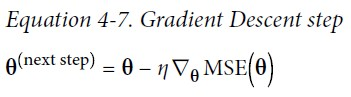 Equation 4-7. Gradient Descent step
θ(next step) = θ − η ∇θ MSE(θ)